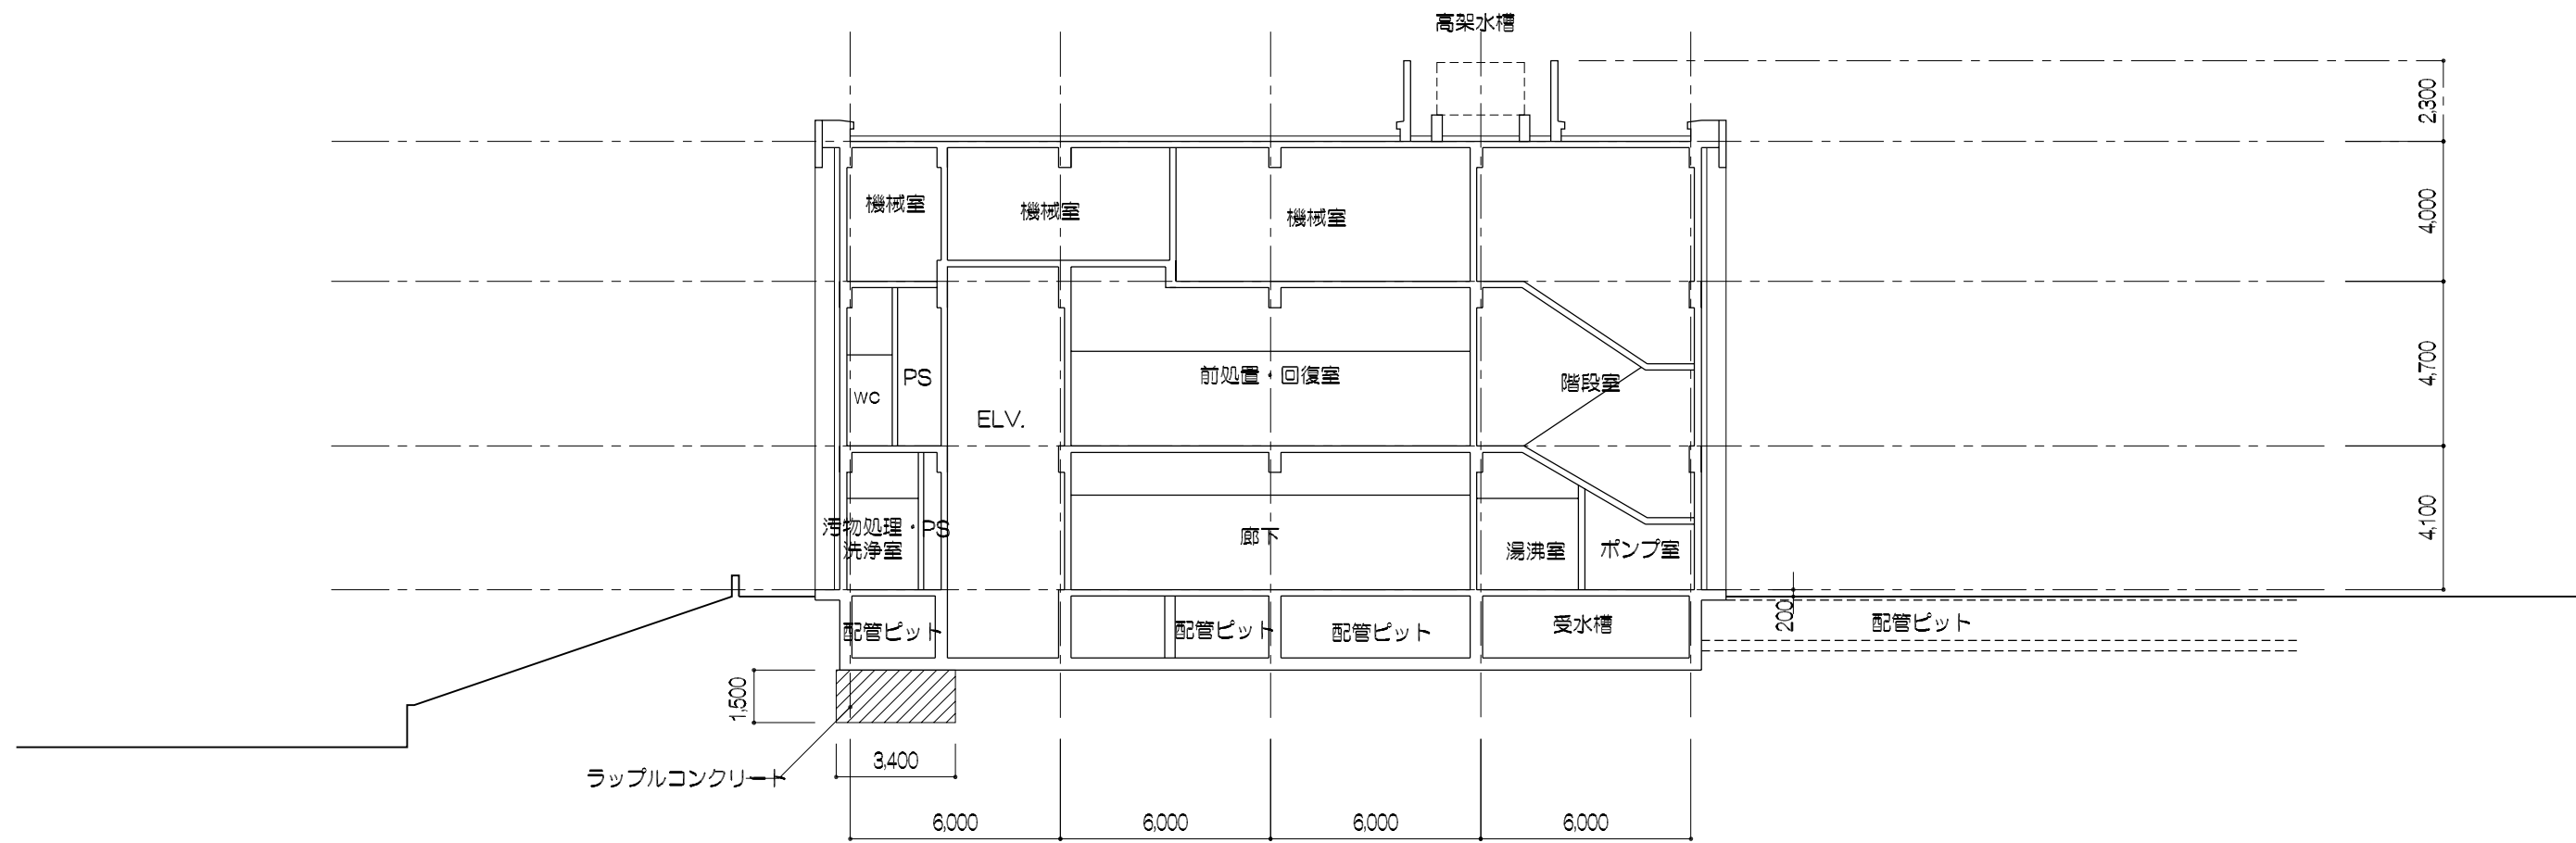 高架水槽
2,300
機械室
機械室
機械室
4,000
前処置・回復室
階段室
PS
WC
ELV.
4,700
汚物処理・PS
洗浄室
廊下
湯沸室
ポンプ室
4,100
配管ピット
配管ピット
配管ピット
受水槽
200
配管ピット
1,500
3,400
ラップルコンクリート
6,000
6,000
6,000
6,000